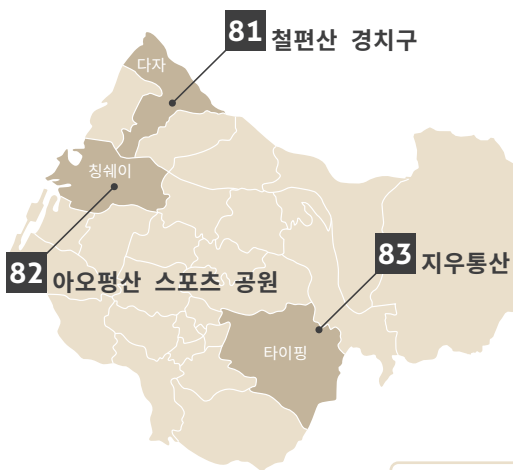 81 철편산 경치구
다자
칭쉐이
82 아오펑산 스포츠 공원
83 지우통산
타이핑